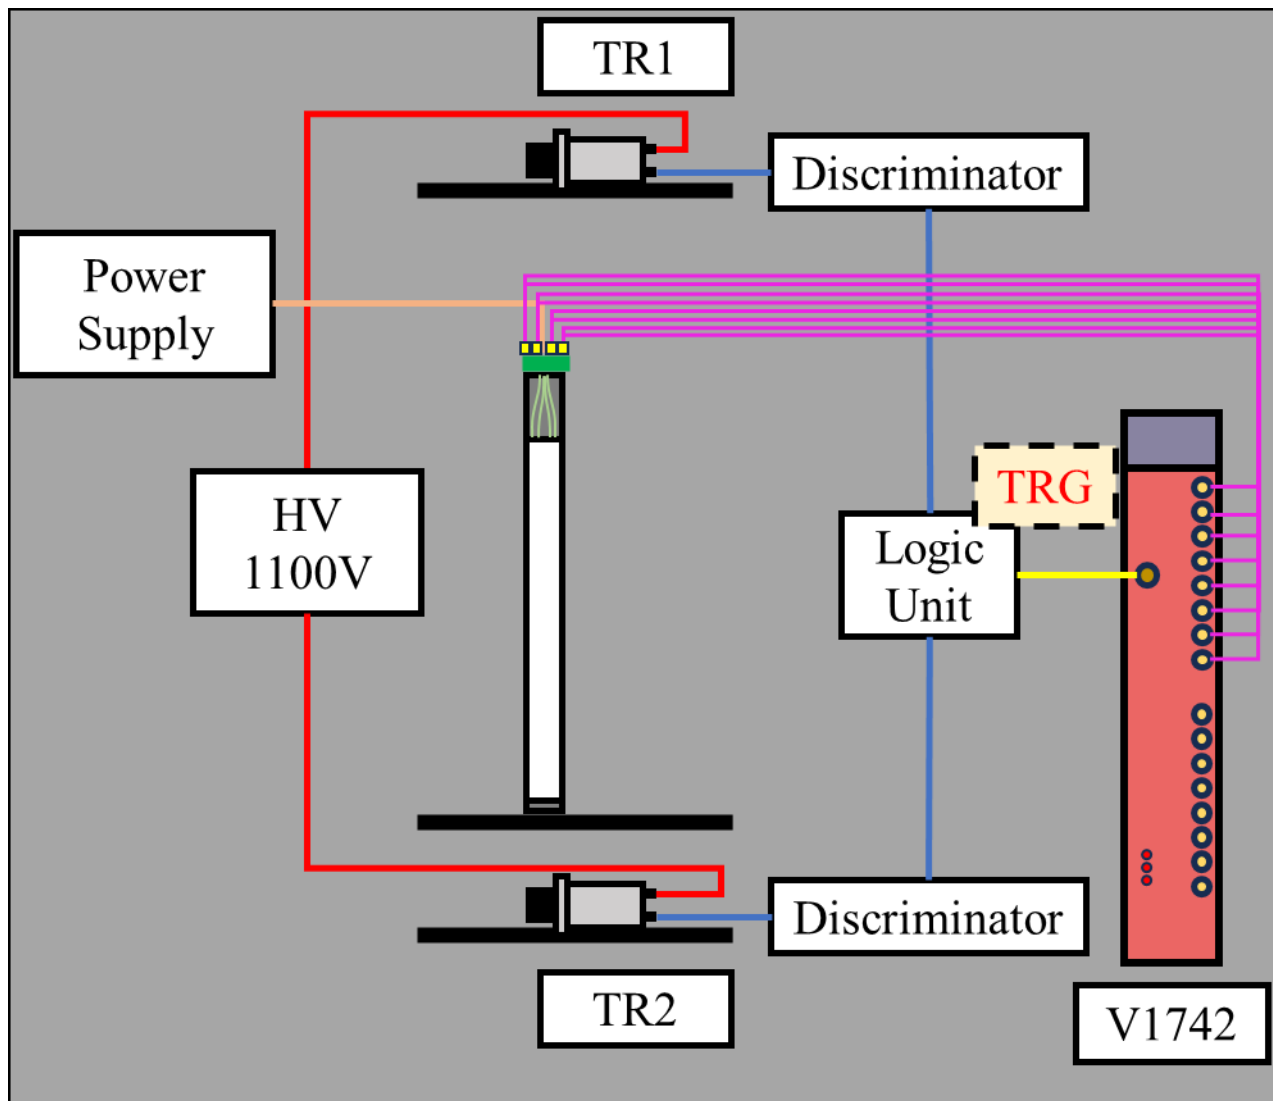 TR1
Discriminator
Power
Supply
HV
1100V
TRG
Logic
Unit
Discriminator
TR2
V1742